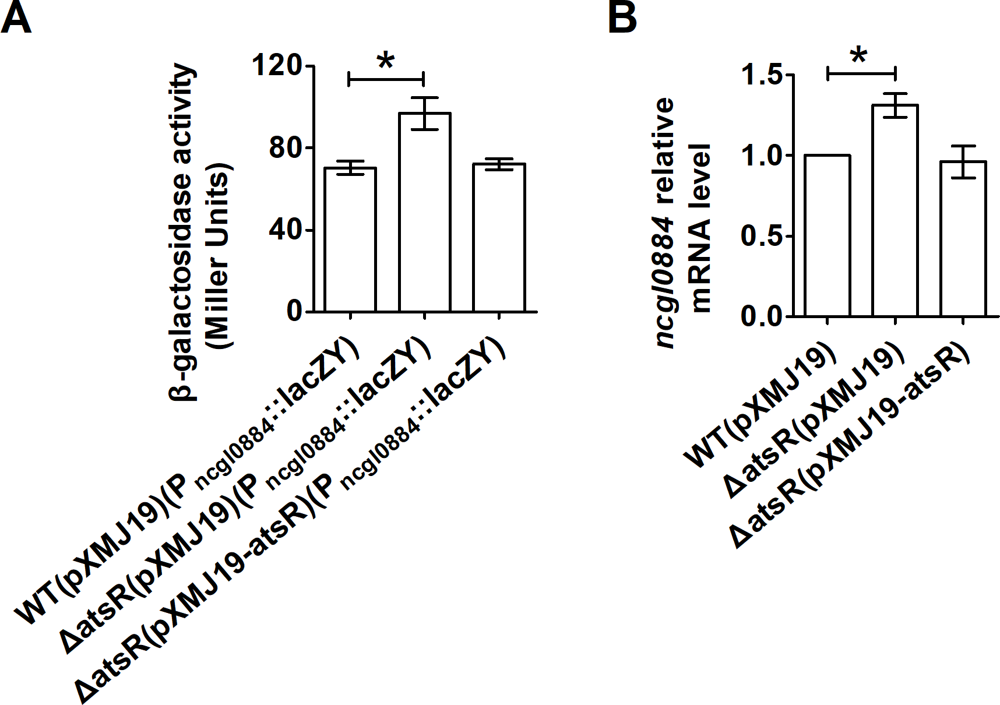 A
β-galactosidase activity
(Miller Units)
120
80
40
0
*
WT(pXMJ19)(P ncgl0884::lacZY)
ΔatsR(pXMJ19)(P ncgl0884::lacZY)
ΔatsR(pXMJ19-atsR)(P ncgl0884::lacZY)
B
ncgl0884 relative
mRNA level
1.5
1.0
0.5
0.0
*
WT(pXMJ19)
ΔatsR(pXMJ19)
ΔatsR(pXMJ19-atsR)